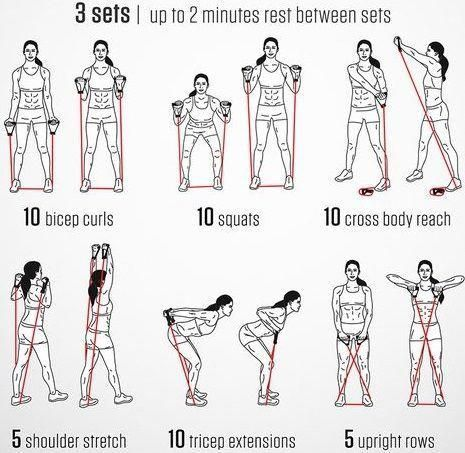 3 sets | up to 2 minutes rest between sets
10 bicep curls
10 squats
10 cross body reach
5 shoulder stretch
10 tricep extensions
5 upright rows